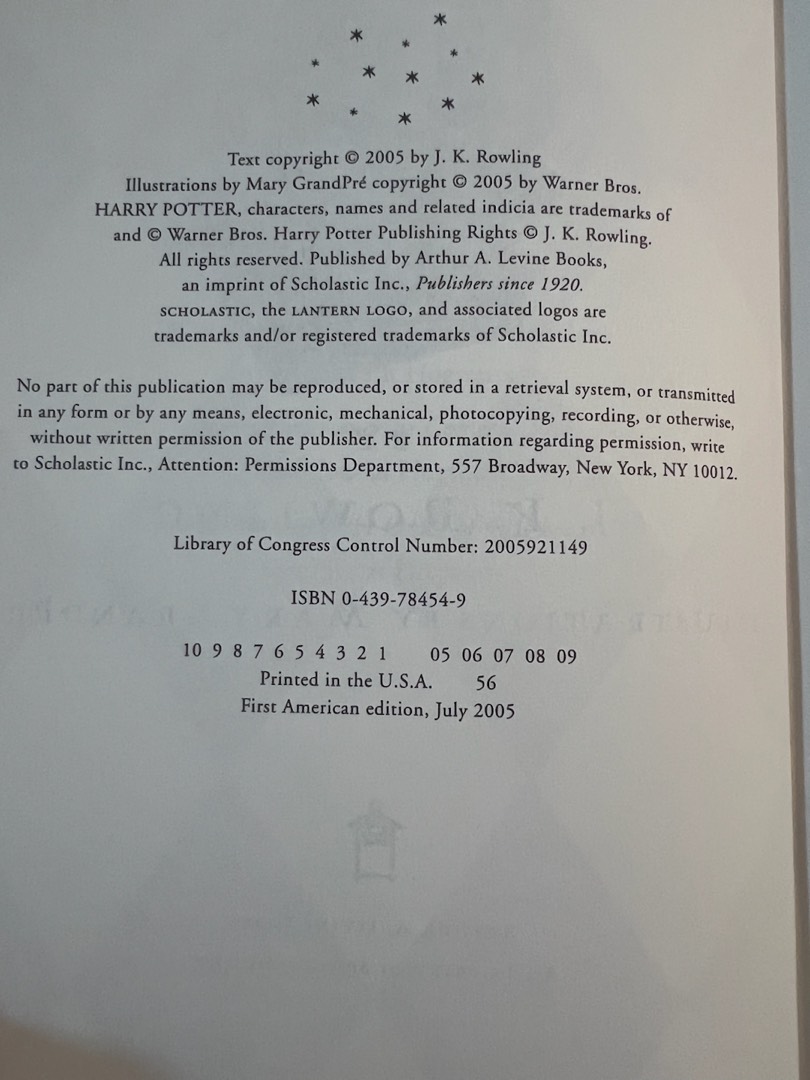 Text copyright © 2005 by J. K. Rowling
Illustrations by Mary GrandPré copyright © 2005 by Warner Bros.
HARRY POTTER, characters, names and related indicia are trademarks of
and © Warner Bros. Harry Potter Publishing Rights © J. K. Rowling.
All rights reserved. Published by Arthur A. Levine Books,
an imprint of Scholastic Inc., Publishers since 1920.
SCHOLASTIC, the LANTERN LOGO, and associated logos are
trademarks and/or registered trademarks of Scholastic Inc.
No part of this publication may be reproduced, or stored in a retrieval system, or transmitted
in any form or by any means, electronic, mechanical, photocopying, recording, or otherwise,
without written permission of the publisher. For information regarding permission, write
to Scholastic Inc., Attention: Permissions Department, 557 Broadway, New York, NY 10012.
Library of Congress Control Number: 2005921149
ISBN 0-439-78454-9
10 9 8 7 6 5 4 3 2 1 05 06 07 08 09
Printed in the U.S.A. 56
First American edition, July 2005